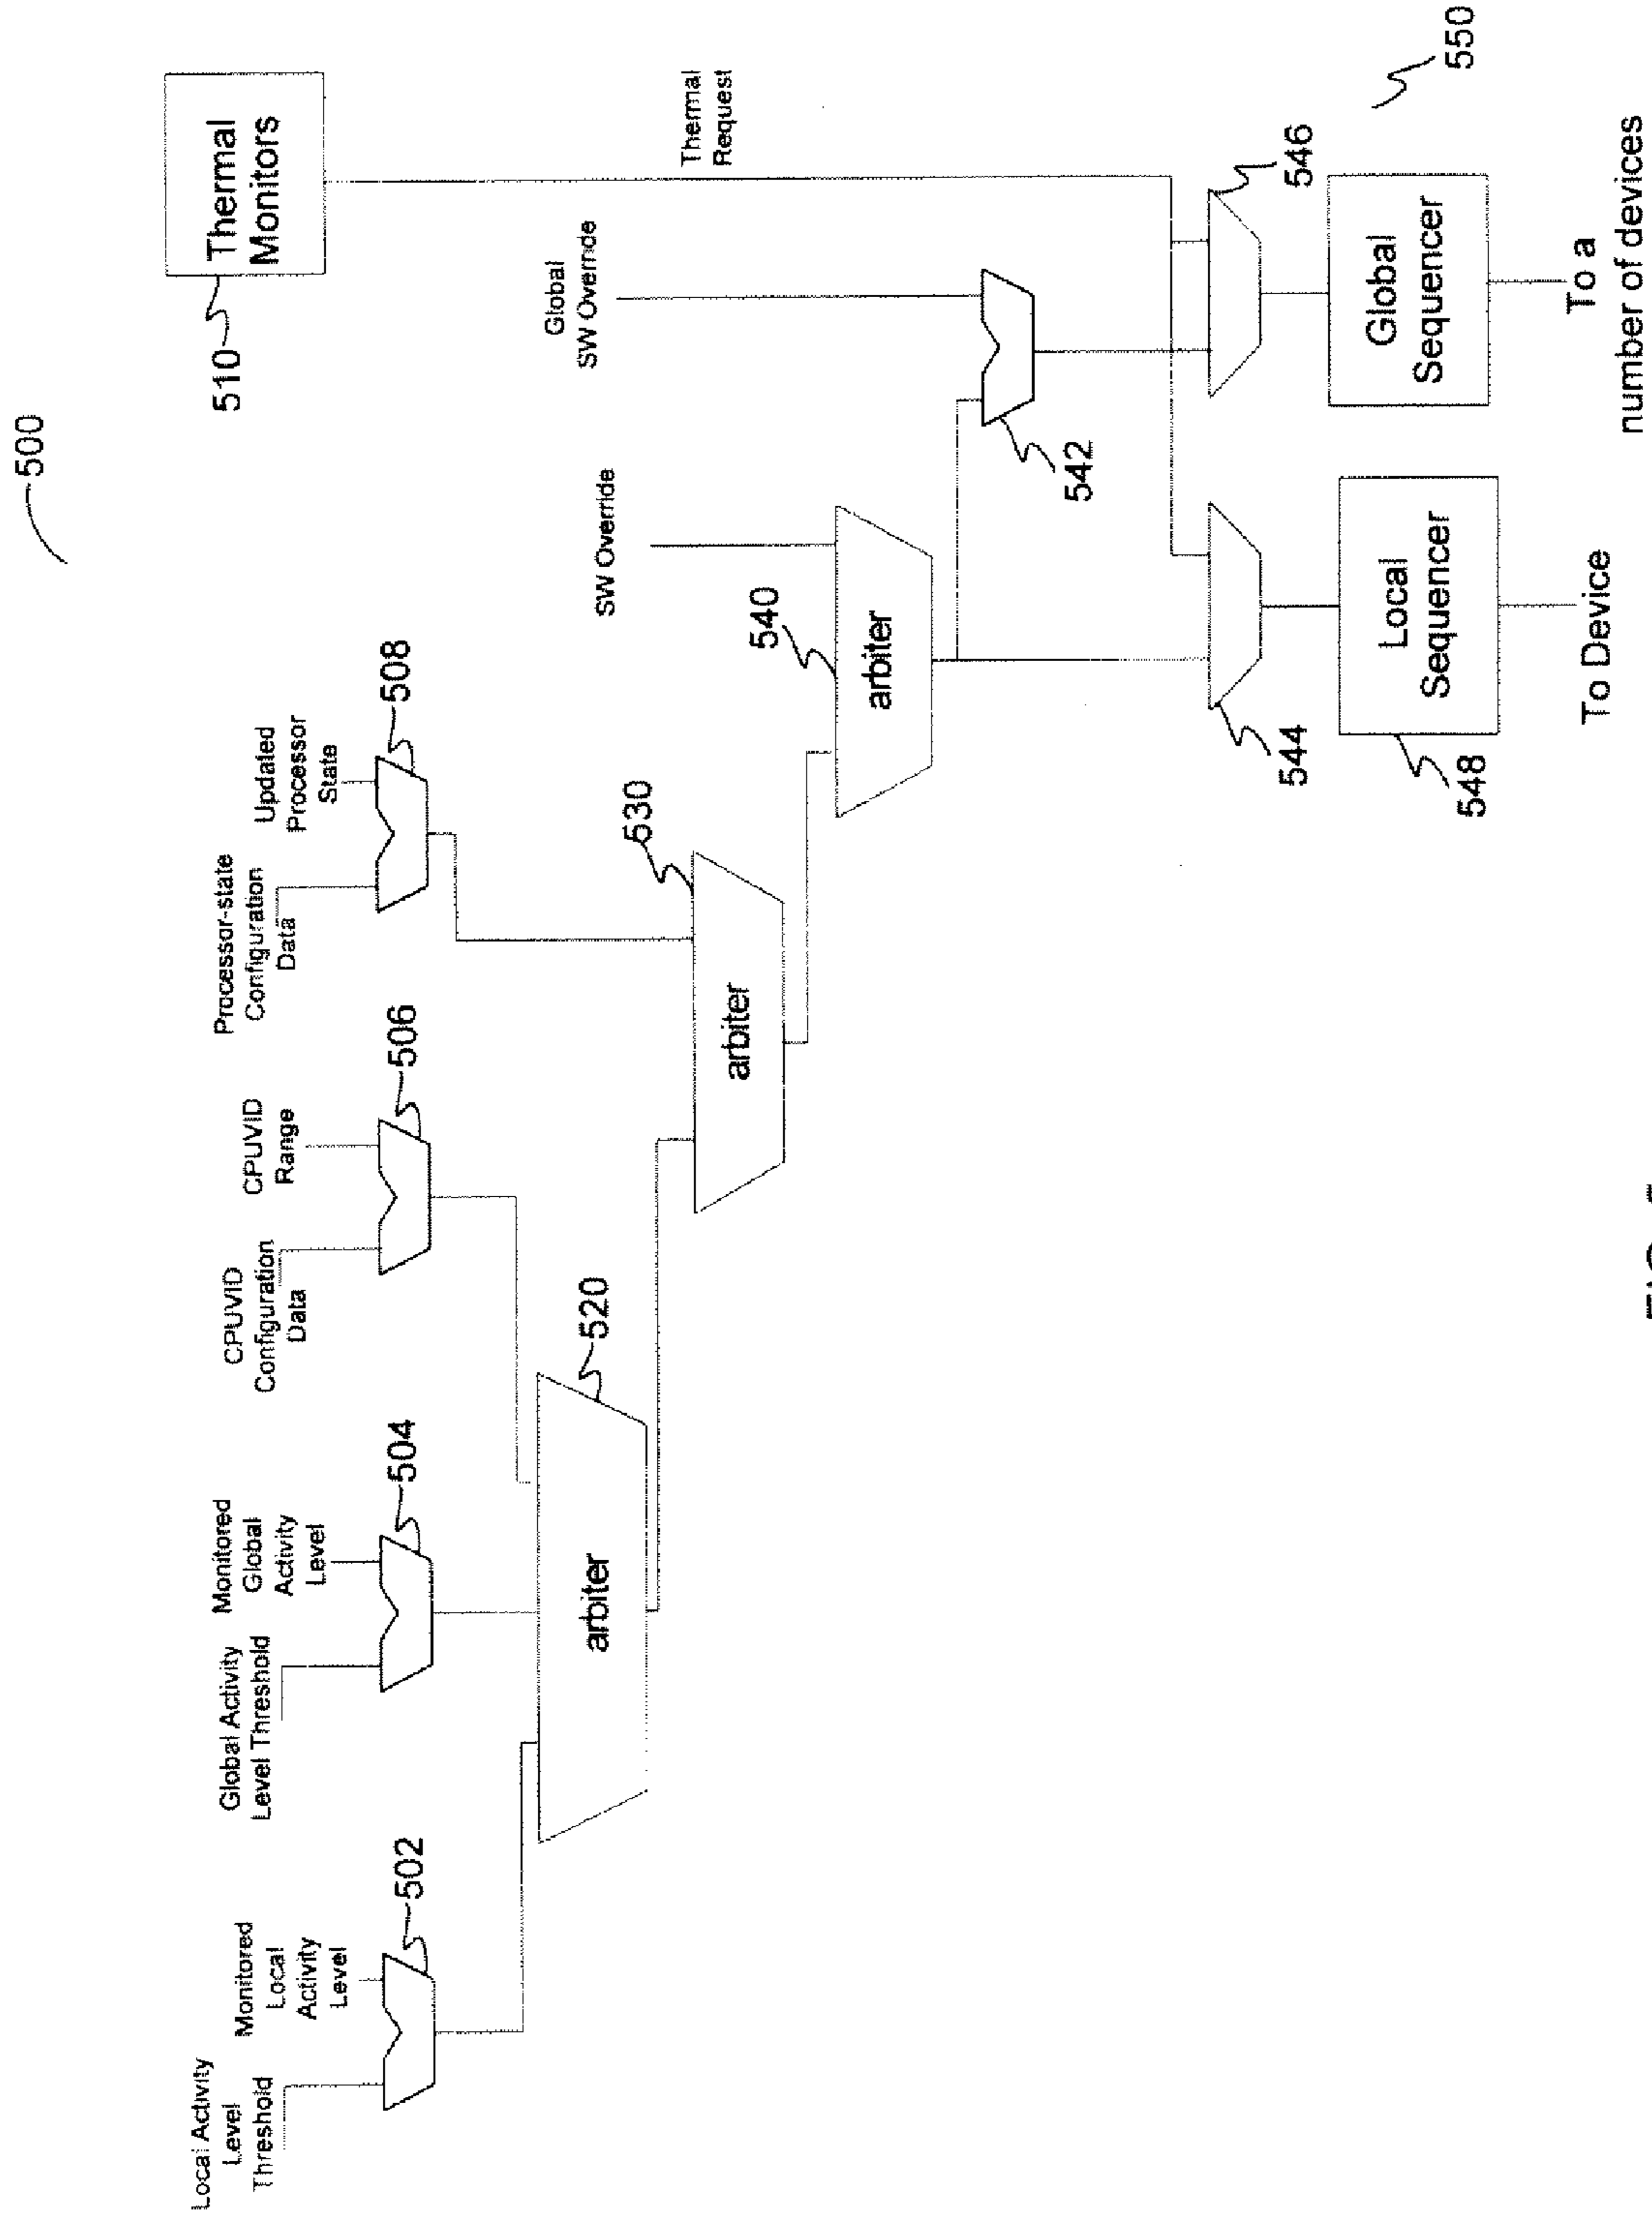 500
510
Thermal
Monitors
Local Activity
Level
Threshold
Monitored
Local
Activity
Level
502
Global Activity
Level Threshold
Monitored
Global
Activity
Level
504
CPUVID
Configuration
Data
CPUVID
Range
506
Processor-state
Configuration
Data
Updated
Processor
State
508
arbiter
520
arbiter
530
SW Override
540
arbiter
Global
SW Override
542
Thermal
Request
544
546
Local
Sequencer
548
Global
Sequencer
550
To Device
To a
number of devices